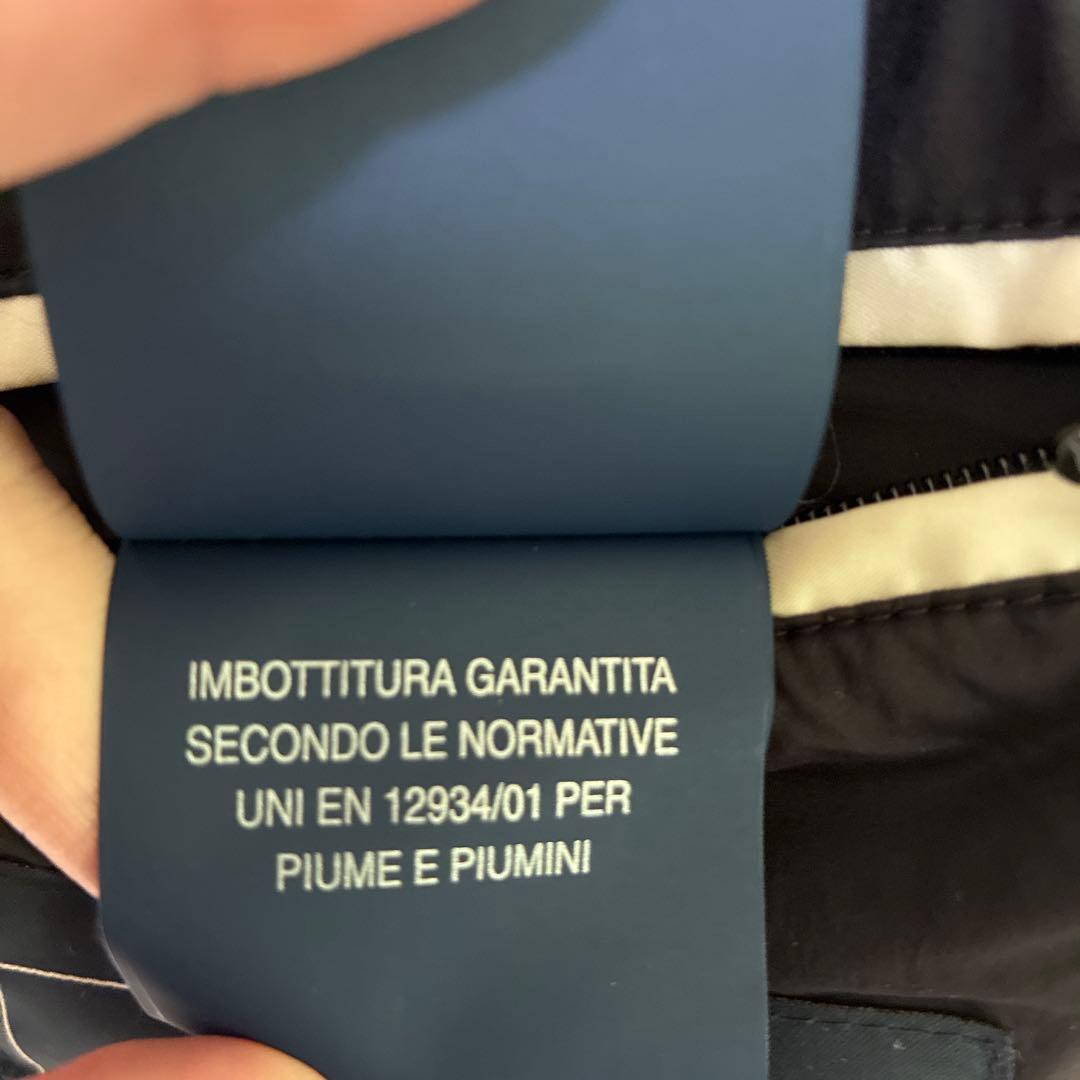 IMBOTTITURA GARANTITA
SECONDO LE NORMATIVE
UNI EN 12934/01 PER
PIUME E PIUMINI